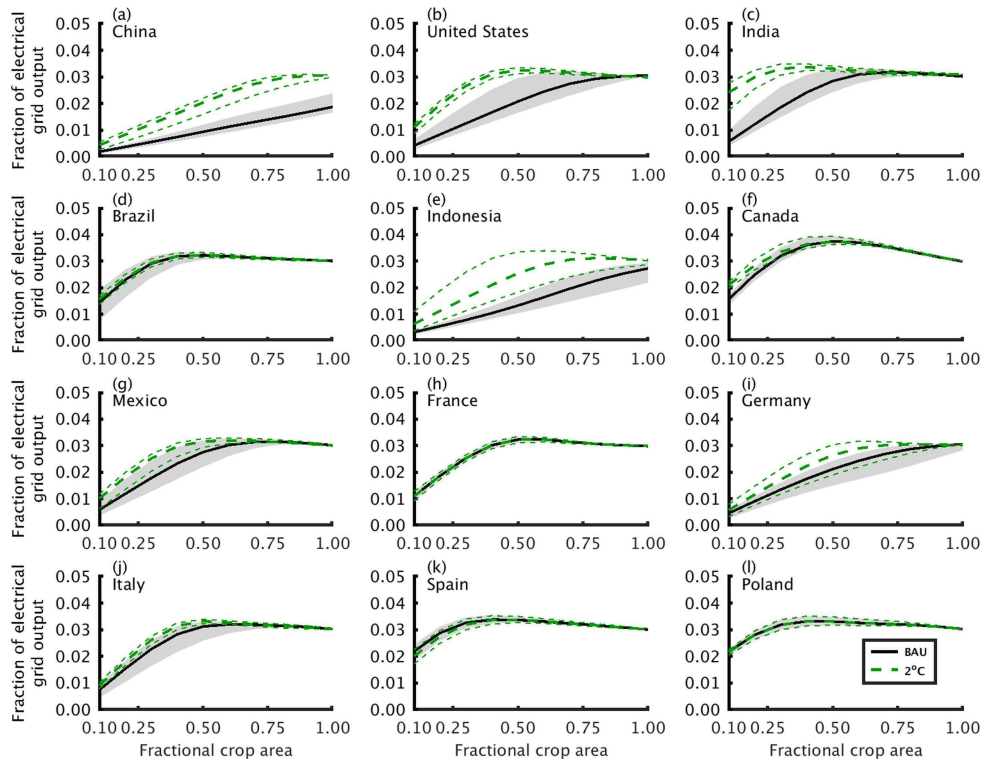 (a)
China
(b)
United States
(c)
India
Fraction of electrical
grid output
0.05
0.04
0.03
0.02
0.01
0.00
0.10 0.25 0.50 0.75 1.00
0.05
0.04
0.03
0.02
0.01
0.00
0.10 0.25 0.50 0.75 1.00
0.05
0.04
0.03
0.02
0.01
0.00
0.10 0.25 0.50 0.75 1.00
(d)
Brazil
(e)
Indonesia
(f)
Canada
Fraction of electrical
grid output
0.05
0.04
0.03
0.02
0.01
0.00
0.10 0.25 0.50 0.75 1.00
0.05
0.04
0.03
0.02
0.01
0.00
0.10 0.25 0.50 0.75 1.00
0.05
0.04
0.03
0.02
0.01
0.00
0.10 0.25 0.50 0.75 1.00
(g)
Mexico
(h)
France
(i)
Germany
Fraction of electrical
grid output
0.05
0.04
0.03
0.02
0.01
0.00
0.10 0.25 0.50 0.75 1.00
0.05
0.04
0.03
0.02
0.01
0.00
0.10 0.25 0.50 0.75 1.00
0.05
0.04
0.03
0.02
0.01
0.00
0.10 0.25 0.50 0.75 1.00
(j)
Italy
(k)
Spain
(l)
Poland
Fraction of electrical
grid output
0.05
0.04
0.03
0.02
0.01
0.00
0.10 0.25 0.50 0.75 1.00
Fractional crop area
0.05
0.04
0.03
0.02
0.01
0.00
0.10 0.25 0.50 0.75 1.00
Fractional crop area
0.05
0.04
0.03
0.02
0.01
0.00
0.10 0.25 0.50 0.75 1.00
Fractional crop area
BAU
2°C